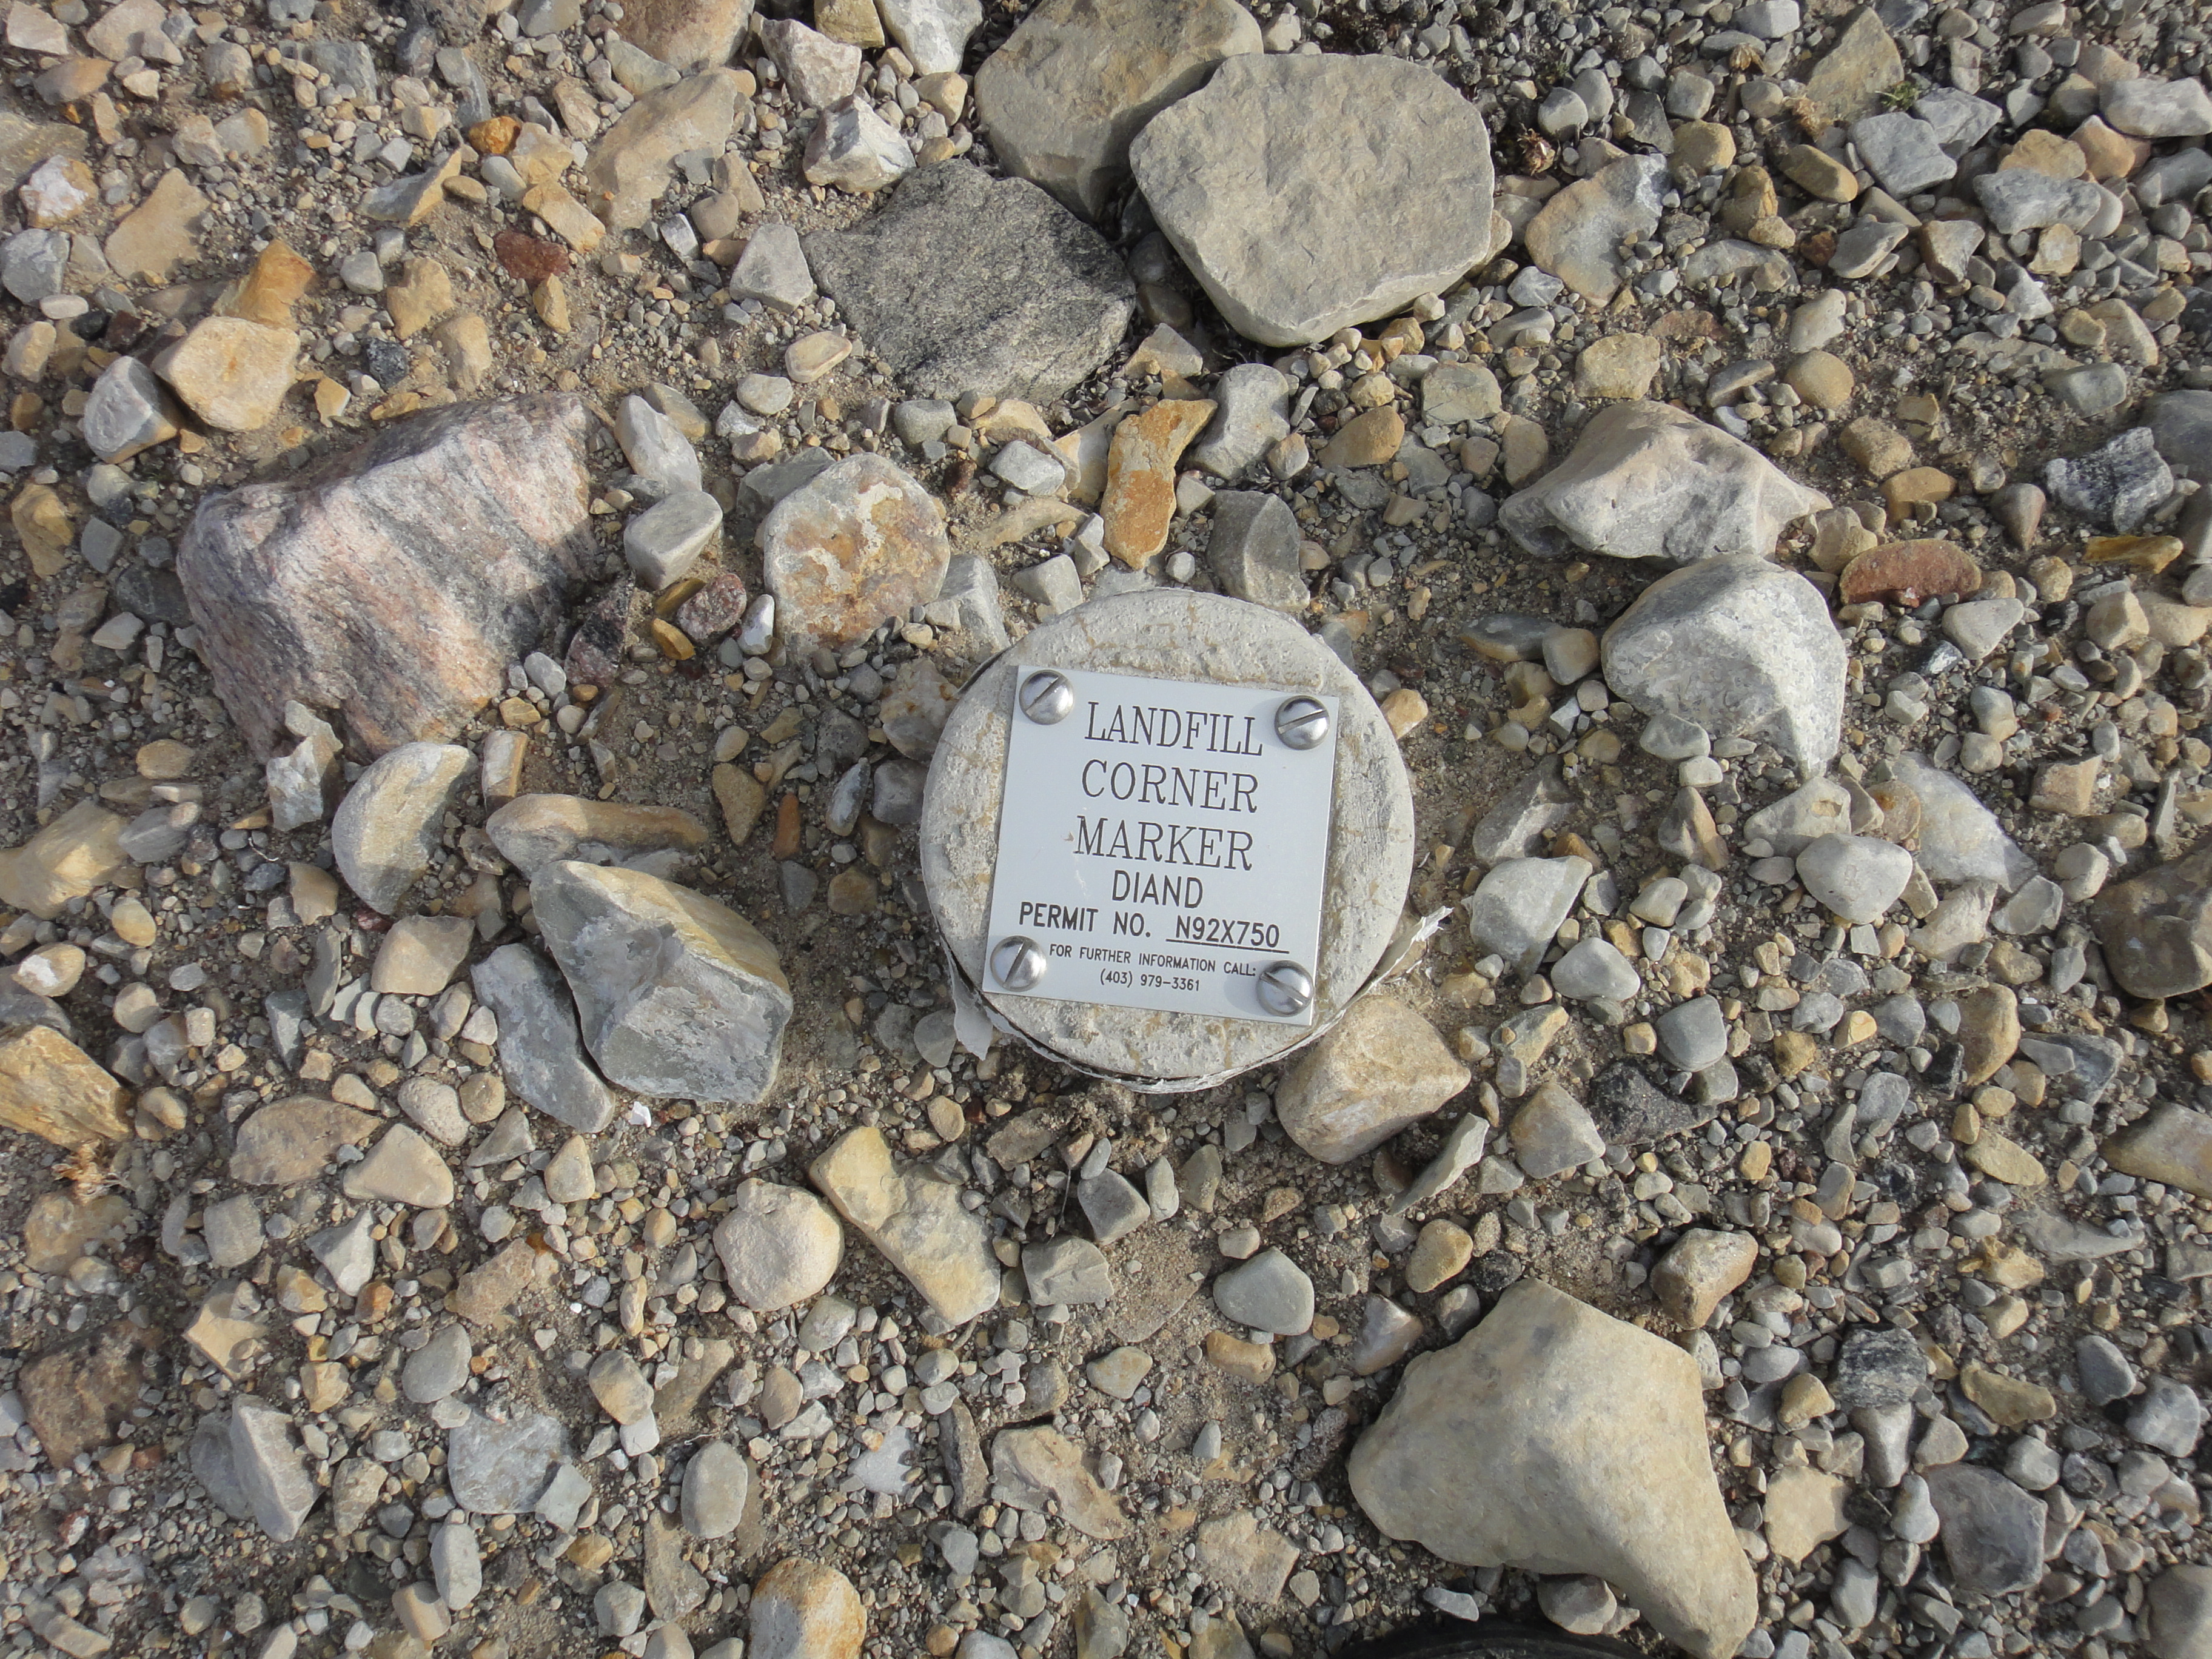 LANDFILL
CORNER
MARKER
DIAND
PERMIT NO. N92X750
FOR FURTHER INFORMATION CALL:
(403) 979-3361